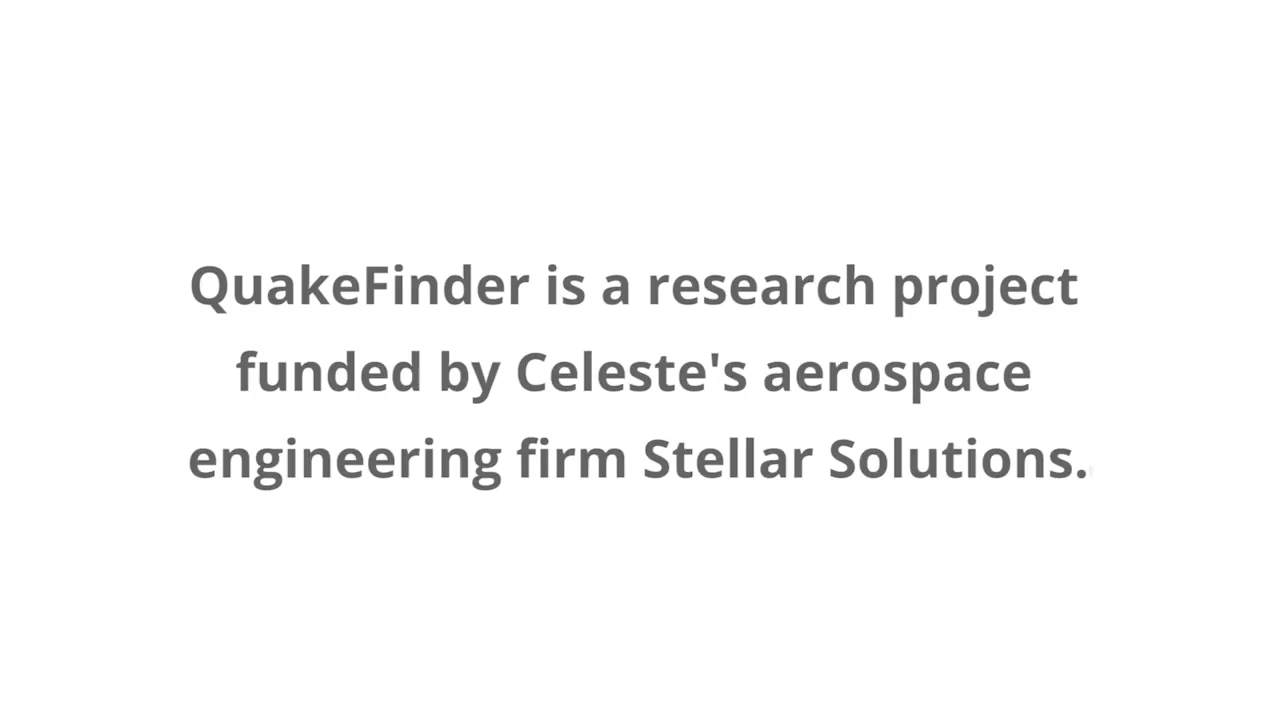 QuakeFinder is a research project
funded by Celeste's aerospace
engineering firm Stellar Solutions.